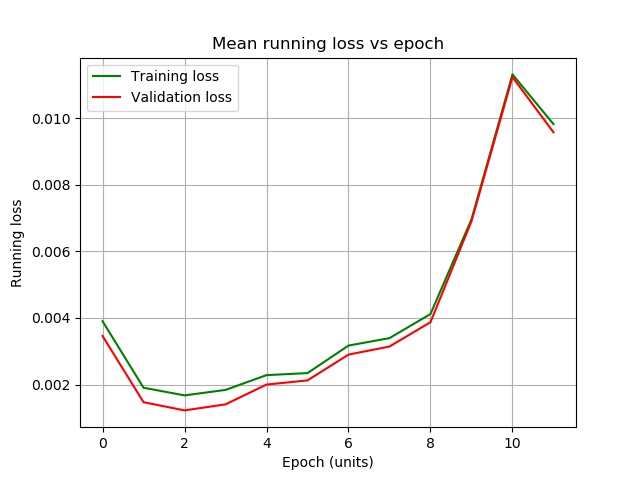 Mean running loss vs epoch
Training loss
Validation loss
0.010
0.008
0.006
0.004
0.002
Running loss
0 2 4 6 8 10
Epoch (units)